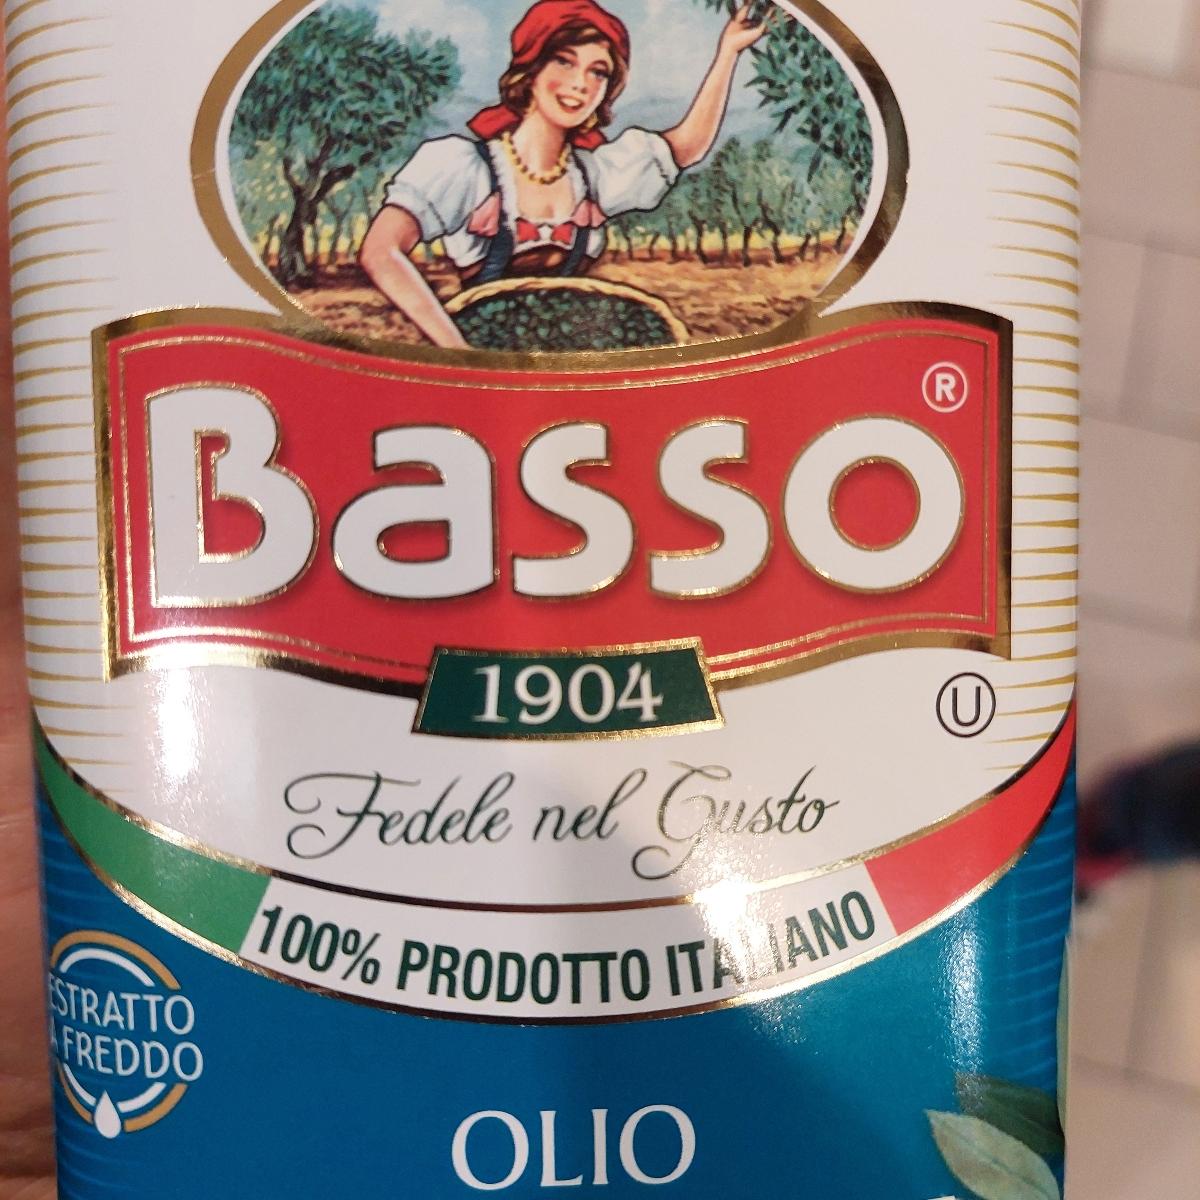 Basso®
1904
Ⓤ
Fedele nel Gusto
100% PRODOTTO ITALIANO
ESTRATTO
A FREDDO
OLIO